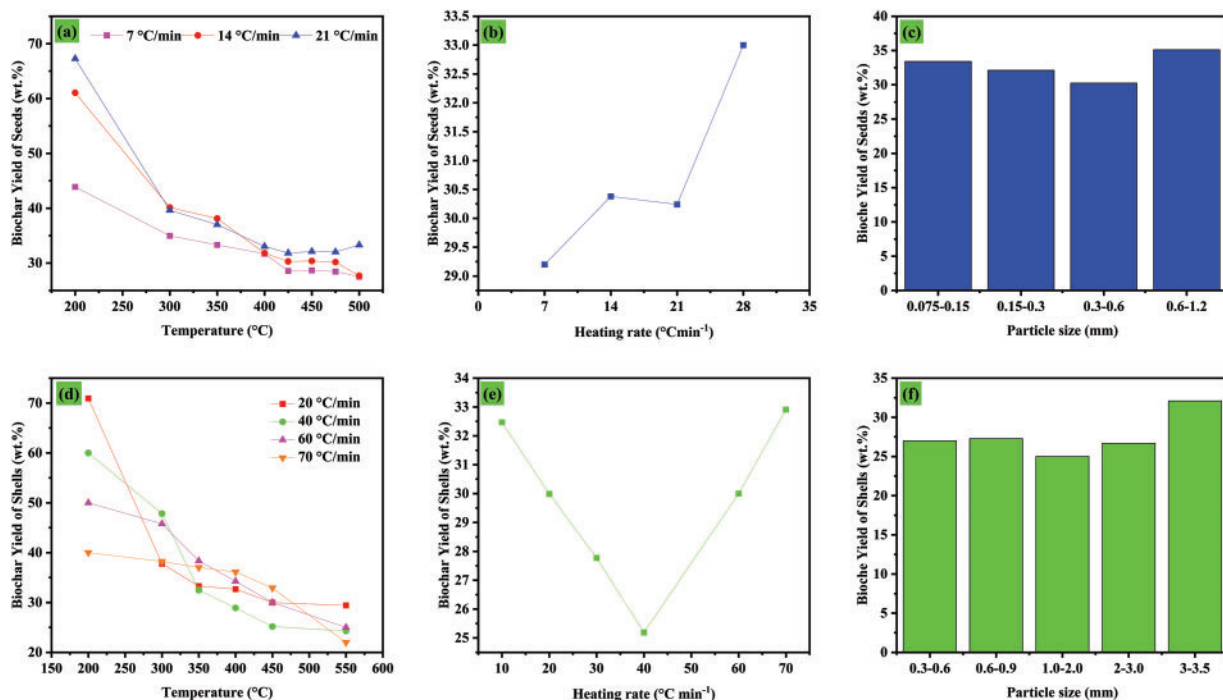 (a)
7 °C/min 14 °C/min 21 °C/min
Biochar Yield of Seeds (wt.%)
70
60
50
40
30
200 250 300 350 400 450 500
Temperature (°C)
(b)
Biochar Yield of Seeds (wt.%)
33.5
33.0
32.5
32.0
31.5
31.0
30.5
30.0
29.5
29.0
0 7 14 21 28 35
Heating rate (°Cmin⁻¹)
(c)
Bioche Yield of Sedds (wt.%)
40
35
30
25
20
15
10
5
0
0.075-0.15 0.15-0.3 0.3-0.6 0.6-1.2
Particle size (mm)
(d)
20 °C/min
40 °C/min
60 °C/min
70 °C/min
Biochar Yield of Shells (wt.%)
70
60
50
40
30
20
150 200 250 300 350 400 450 500 550 600
Temperature (°C)
(e)
Biochar Yield of Shells (wt.%)
34
33
32
31
30
29
28
27
26
25
10 20 30 40 50 60 70
Heating rate (°C min⁻¹)
(f)
Bioche Yield of Shells (wt.%)
35
30
25
20
15
10
5
0
0.3-0.6 0.6-0.9 1.0-2.0 2-3.0 3-3.5
Particle size (mm)